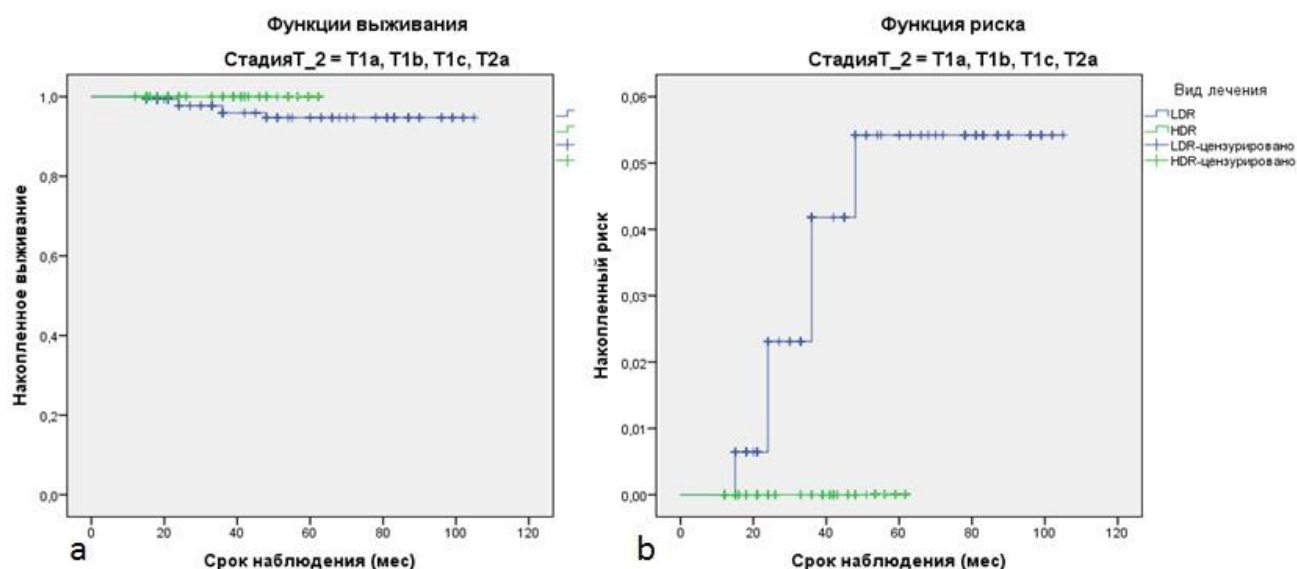 Функции выживания
СтадияT_2 = T1a, T1b, T1c, T2a
Накопленное выживание
1,0
0,8
0,6
0,4
0,2
0,0
0 20 40 60 80 100 120
Срок наблюдения (мес)
a
Функция риска
СтадияT_2 = T1a, T1b, T1c, T2a
Накопленный риск
0,06
0,05
0,04
0,03
0,02
0,01
0,00
0 20 40 60 80 100 120
Срок наблюдения (мес)
b
Вид лечения
LDR
HDR
LDR-цензурировано
HDR-цензурировано